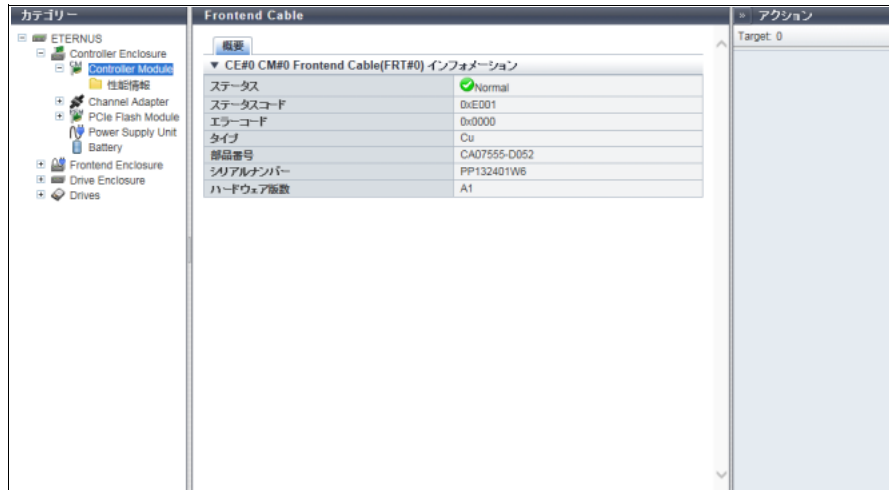 カテゴリー
ETERNUS
Controller Enclosure
Controller Module
性能情報
Channel Adapter
PCIe Flash Module
Power Supply Unit
Battery
Frontend Enclosure
Drive Enclosure
Drives
Frontend Cable
概要
▼ CE#0 CM#0 Frontend Cable(FRT#0) インフォメーション
ステータス Normal
ステータスコード 0xE001
エラーコード 0x0000
タイプ Cu
部品番号 CA07555-D052
シリアルナンバー PP132401W6
ハードウェア版数 A1
» アクション
Target: 0